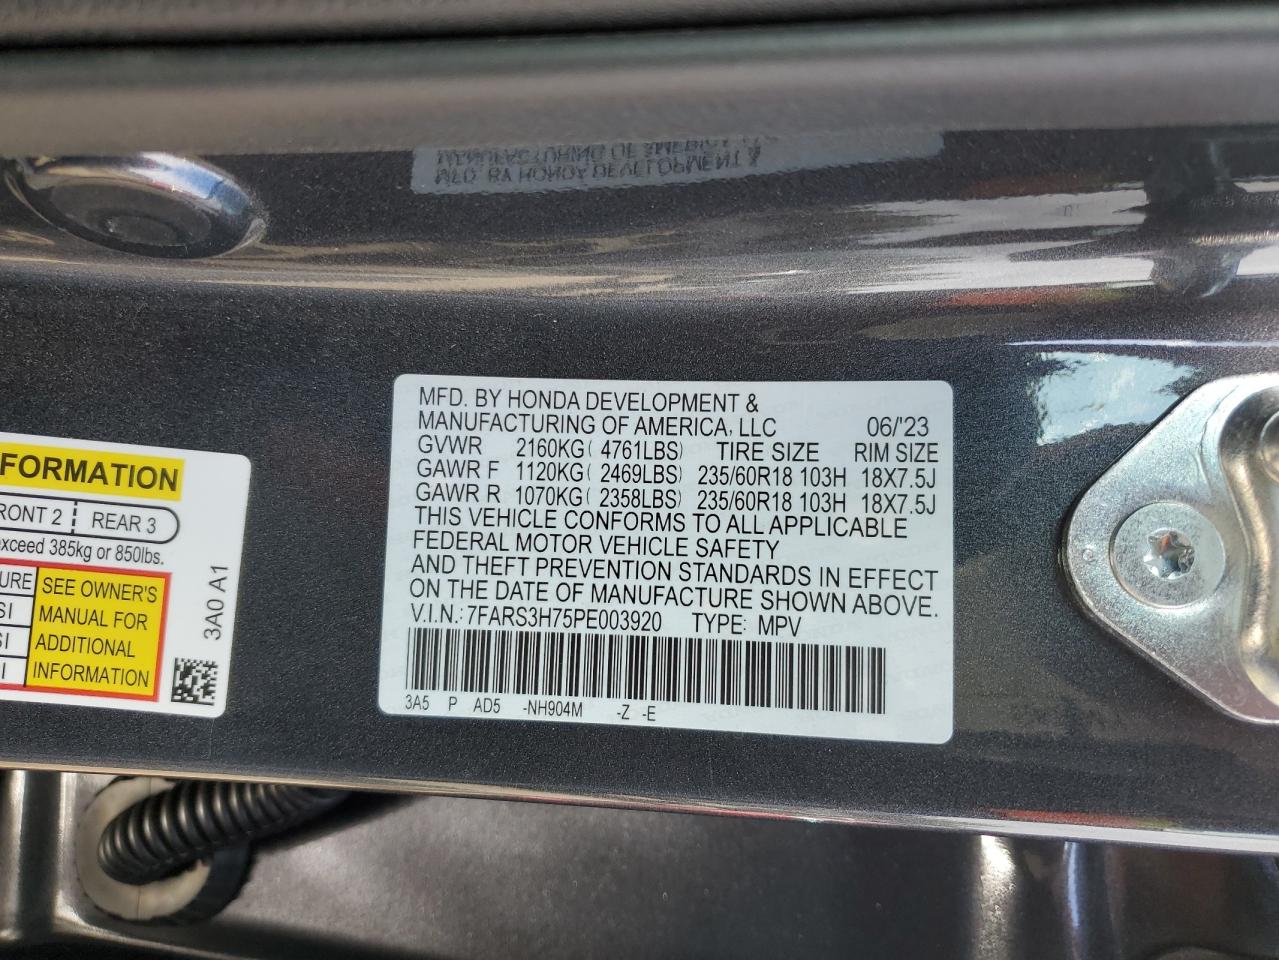 MFD. BY HONDA DEVELOPMENT &
MANUFACTURING OF AMERICA, LLC 06/'23
GVWR 2160KG( 4761LBS) TIRE SIZE RIM SIZE
GAWR F 1120KG( 2469LBS) 235/60R18 103H 18X7.5J
GAWR R 1070KG( 2358LBS) 235/60R18 103H 18X7.5J
THIS VEHICLE CONFORMS TO ALL APPLICABLE
FEDERAL MOTOR VEHICLE SAFETY
AND THEFT PREVENTION STANDARDS IN EFFECT
ON THE DATE OF MANUFACTURE SHOWN ABOVE.
V.I.N.: 7FARS3H75PE003920 TYPE: MPV
3A5 P AD5 -NH904M -Z -E
FORMATION
RONT 2 REAR 3
exceed 385kg or 850lbs.
URE
SI
SI
I
SEE OWNER'S
MANUAL FOR
ADDITIONAL
INFORMATION
3A0 A1